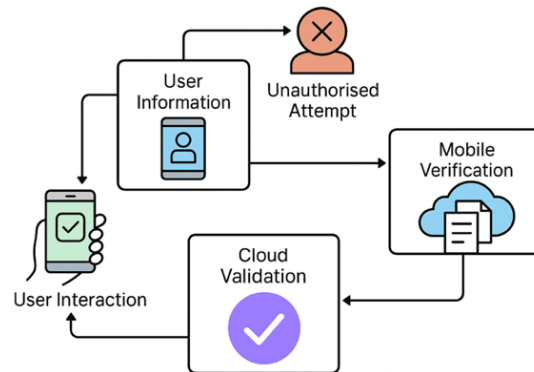 User
Information
Unauthorised
Attempt
Mobile
Verification
User Interaction
Cloud
Validation